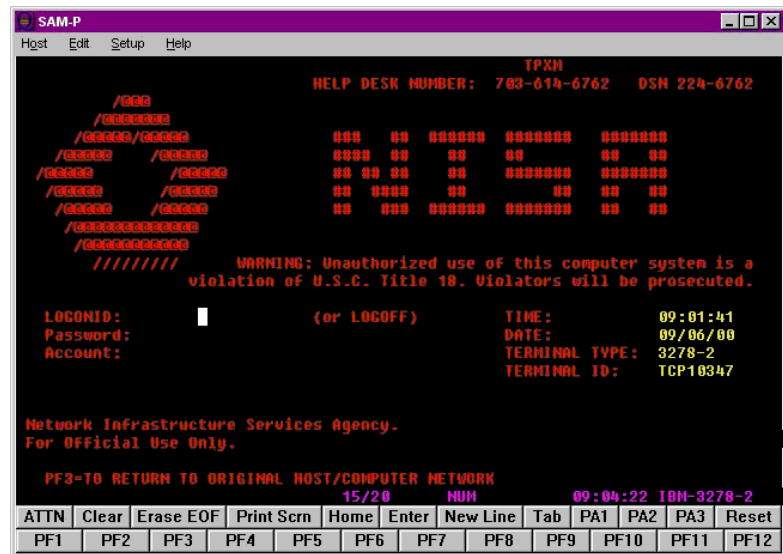 SAM-P
Host Edit Setup Help
TPXM
HELP DESK NUMBER: 703-614-6762 DSN 224-6762
NISA
WARNING: Unauthorized use of this computer system is a
violation of U.S.C. Title 18. Violators will be prosecuted.
LOGONID: (or LOGOFF) TIME: 09:01:41
Password: DATE: 09/06/00
Account: TERMINAL TYPE: 3278-2
TERMINAL ID: TCP10347
Network Infrastructure Services Agency.
For Official Use Only.
PF3=TO RETURN TO ORIGINAL HOST/COMPUTER NETWORK
15/20 NUM 09:04:22 IBM-3278-2
ATTN Clear Erase EOF Print Scrn Home Enter New Line Tab PA1 PA2 PA3 Reset
PF1 PF2 PF3 PF4 PF5 PF6 PF7 PF8 PF9 PF10 PF11 PF12